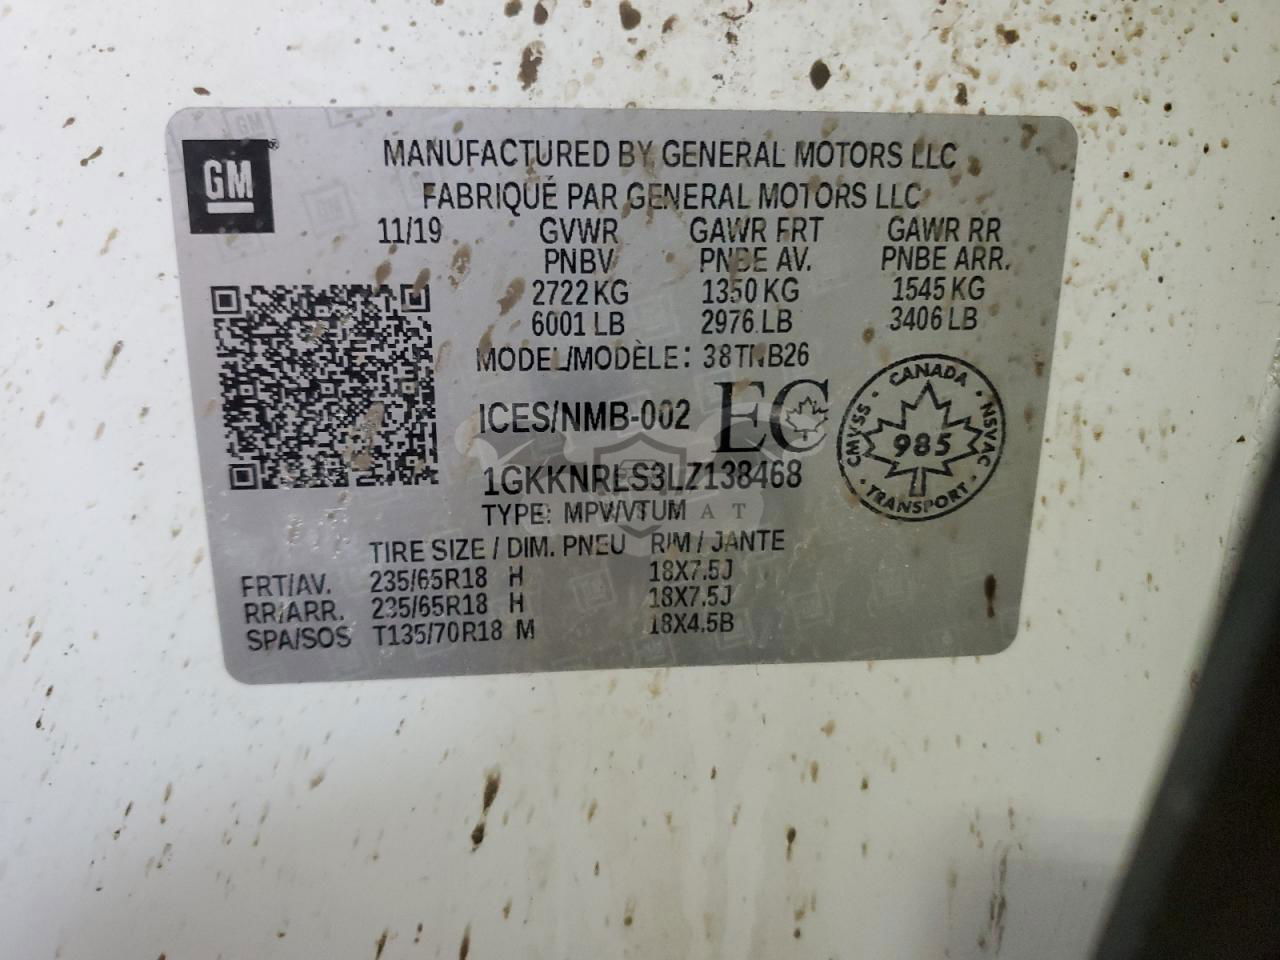 GM
MANUFACTURED BY GENERAL MOTORS LLC
FABRIQUÉ PAR GENERAL MOTORS LLC
11/19 GVWR GAWR FRT GAWR RR
PNBV PNBE AV. PNBE ARR.
2722 KG 1350 KG 1545 KG
6001 LB 2976 LB 3406 LB
MODEL/MODÈLE: 38TNB26
ICES/NMB-002 EC
CANADA
CMVSS 985 NSVAC
TRANSPORT
1GKKNRLS3LZ138468
TYPE: MPV/VTUM
TIRE SIZE / DIM. PNEU RIM / JANTE
FRT/AV. 235/65R18 H 18X7.5J
RR/ARR. 235/65R18 H 18X7.5J
SPA/SOS T135/70R18 M 18X4.5B